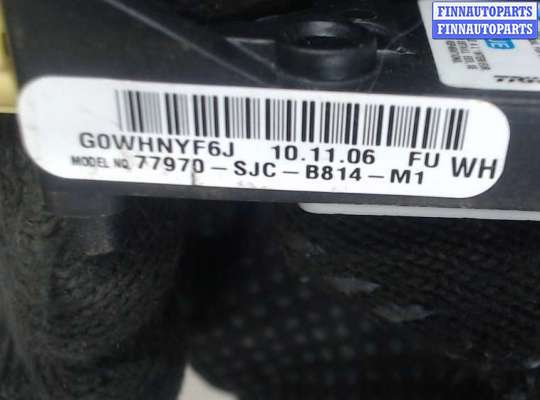 FINNAUTOPARTS
FINNAUTOPARTS
G0WHNYF6J 10.11.06 FU WH
MODEL NO. 77970-SJC-B814-M1